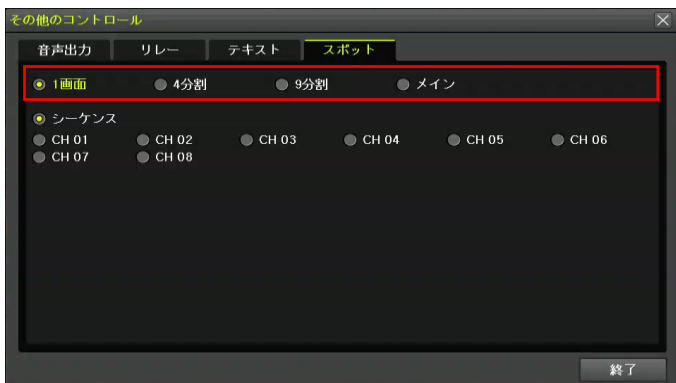 その他のコントロール
音声出力 リレー テキスト スポット
1画面 4分割 9分割 メイン
シーケンス
CH 01 CH 02 CH 03 CH 04 CH 05 CH 06
CH 07 CH 08
終了